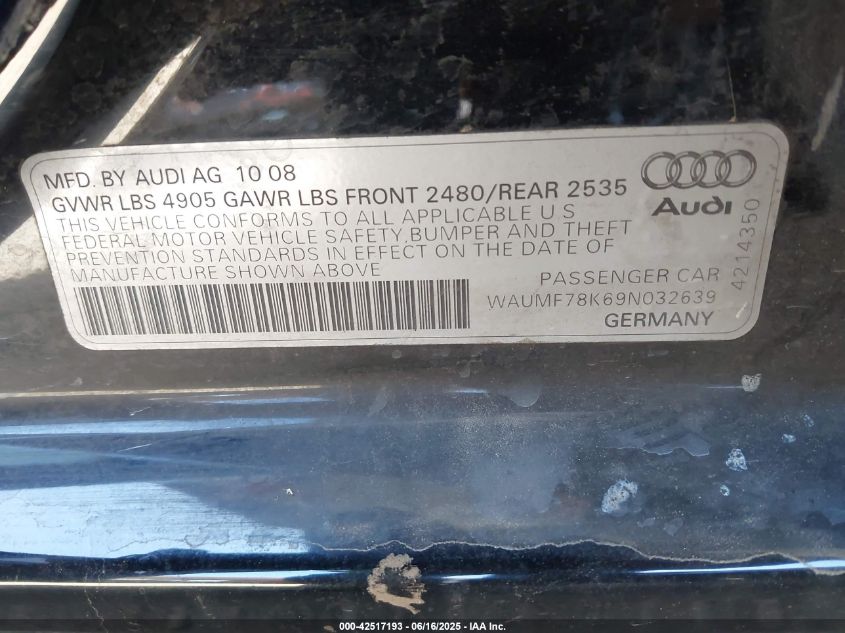 MFD. BY AUDI AG 10 08
GVWR LBS 4905 GAWR LBS FRONT 2480/REAR 2535
THIS VEHICLE CONFORMS TO ALL APPLICABLE U S
FEDERAL MOTOR VEHICLE SAFETY,BUMPER AND THEFT
PREVENTION STANDARDS IN EFFECT ON THE DATE OF
MANUFACTURE SHOWN ABOVE
Audi
PASSENGER CAR
WAUMF78K69N032639
GERMANY
4214350
000-42517193 - 06/16/2025 - IAA Inc.